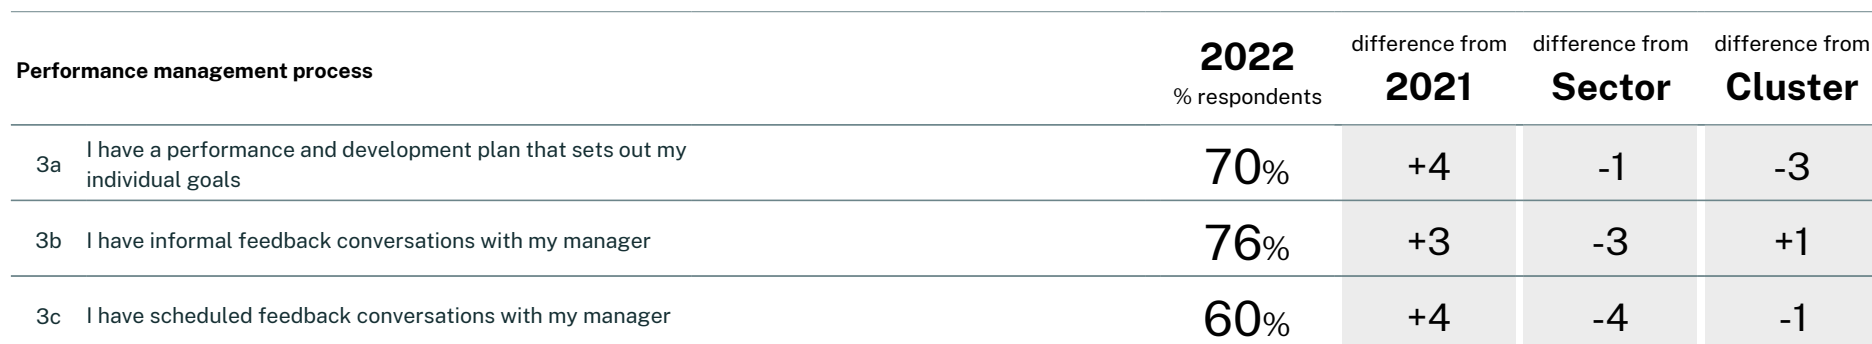 Performance management process
2022
% respondents
difference from
2021
difference from
Sector
difference from
Cluster
3a I have a performance and development plan that sets out my
individual goals
70% +4 -1 -3
3b I have informal feedback conversations with my manager 76% +3 -3 +1
3c I have scheduled feedback conversations with my manager 60% +4 -4 -1